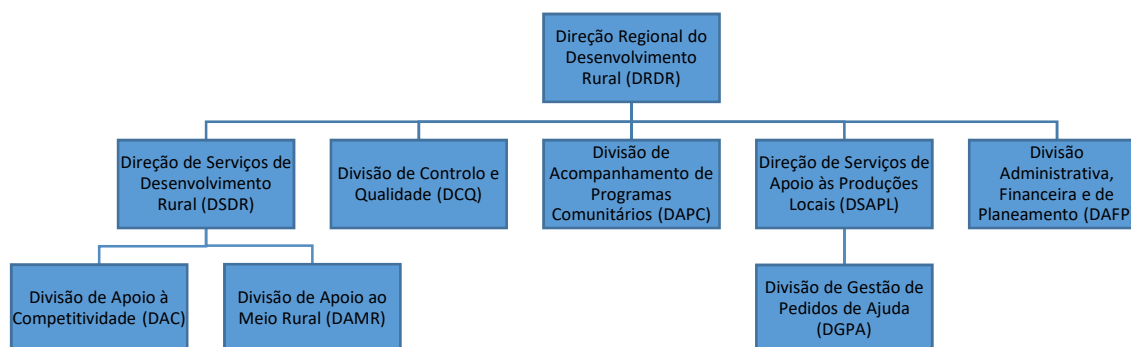 Direção Regional do
Desenvolvimento
Rural (DRDR)
Direção de Serviços de
Desenvolvimento
Rural (DSDR)
Divisão de Controlo e
Qualidade (DCQ)
Divisão de
Acompanhamento de
Programas
Comunitários (DAPC)
Direção de Serviços de
Apoio às Produções
Locais (DSAPL)
Divisão
Administrativa,
Financeira e de
Planeamento (DAFP
Divisão de Apoio à
Competitividade (DAC)
Divisão de Apoio ao
Meio Rural (DAMR)
Divisão de Gestão de
Pedidos de Ajuda
(DGPA)